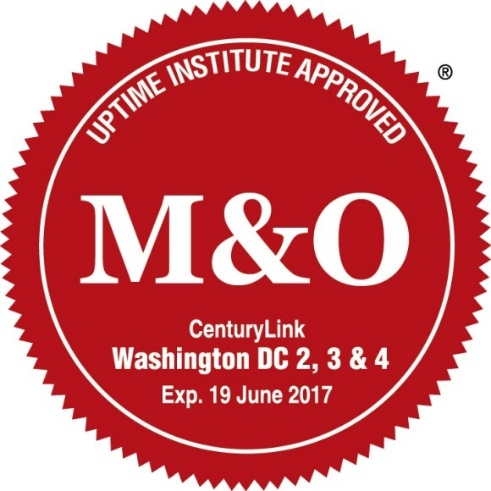 UPTIME INSTITUTE APPROVED
®
M&O
CenturyLink
Washington DC 2, 3 & 4
Exp. 19 June 2017